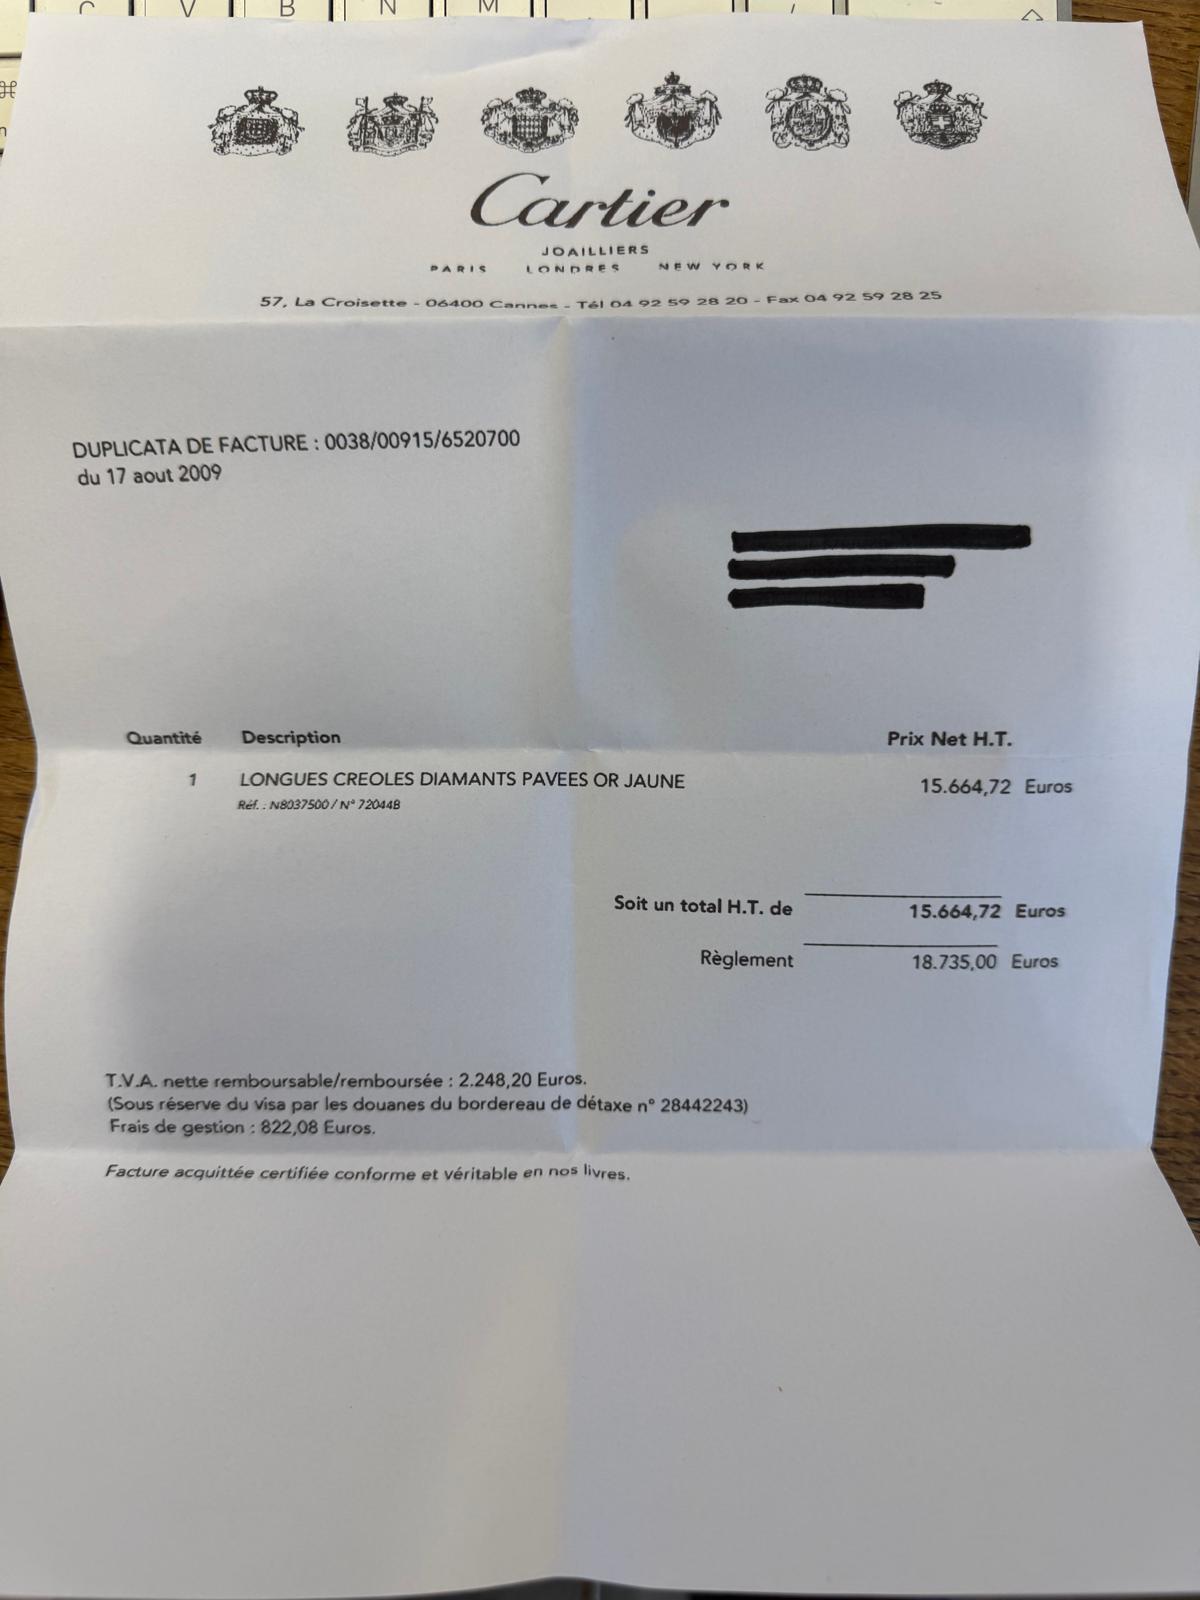 C V B N M
Cartier
JOAILLIERS
PARIS LONDRES NEW YORK
57, La Croisette - 06400 Cannes - Tél 04 92 59 28 20 - Fax 04 92 59 28 25
DUPLICATA DE FACTURE : 0038/00915/6520700
du 17 aout 2009
Quantité Description Prix Net H.T.
1 LONGUES CREOLES DIAMANTS PAVEES OR JAUNE 15.664,72 Euros
Réf. : N8037500 / N° 72044B
Soit un total H.T. de 15.664,72 Euros
Règlement 18.735,00 Euros
T.V.A. nette remboursable/remboursée : 2.248,20 Euros.
(Sous réserve du visa par les douanes du bordereau de détaxe n° 28442243)
Frais de gestion : 822,08 Euros.
Facture acquittée certifiée conforme et véritable en nos livres.